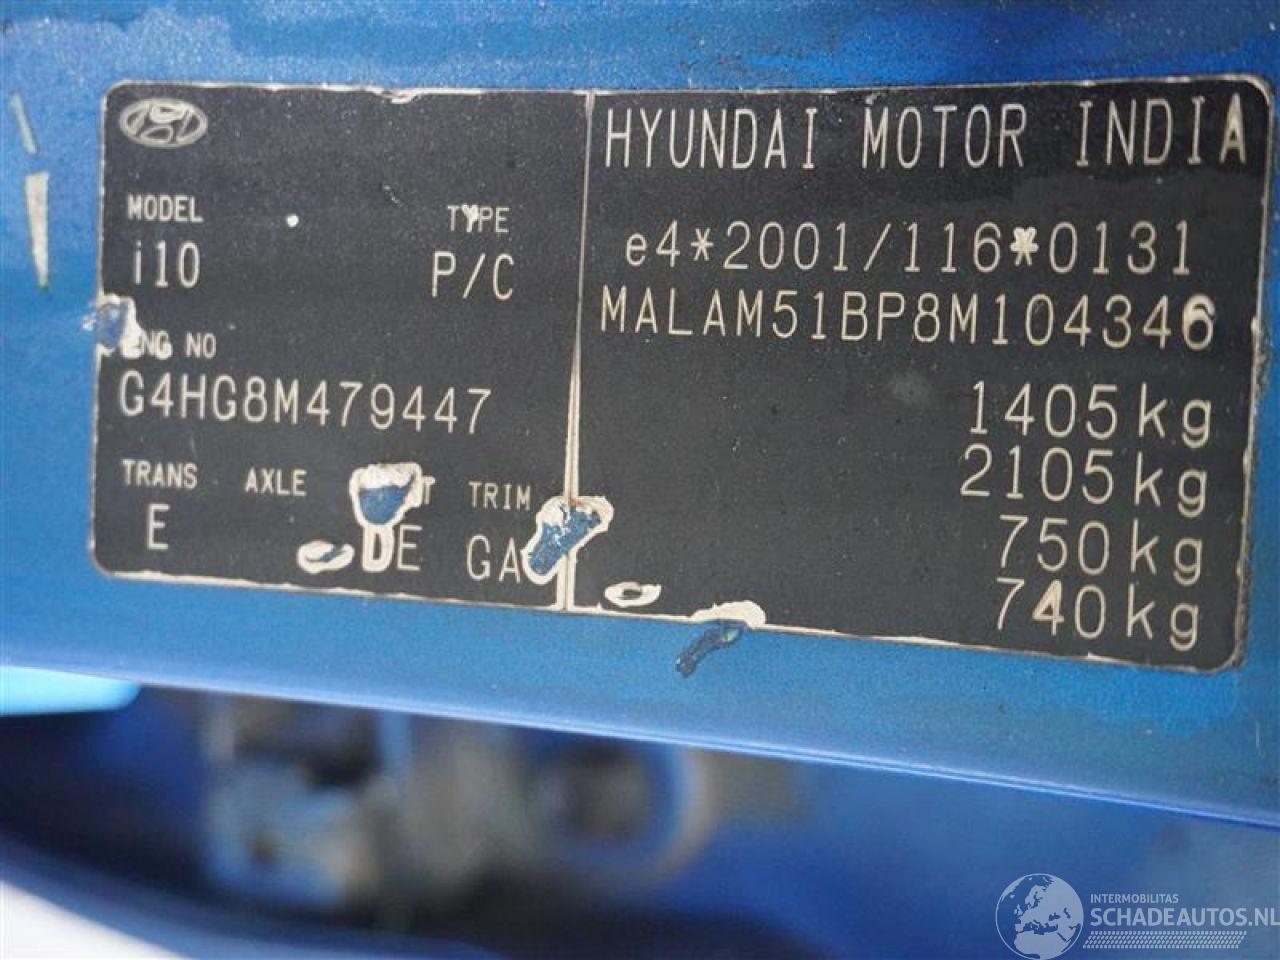 HYUNDAI MOTOR INDIA
MODEL TYPE
i10 P/C
e4*2001/116*0131
MALAM51BP8M104346
ENG NO
G4HG8M479447
1405kg
2105kg
750kg
740kg
TRANS AXLE TRIM
E DE GA
INTERMOBILITAS
SCHADEAUTOS.NL